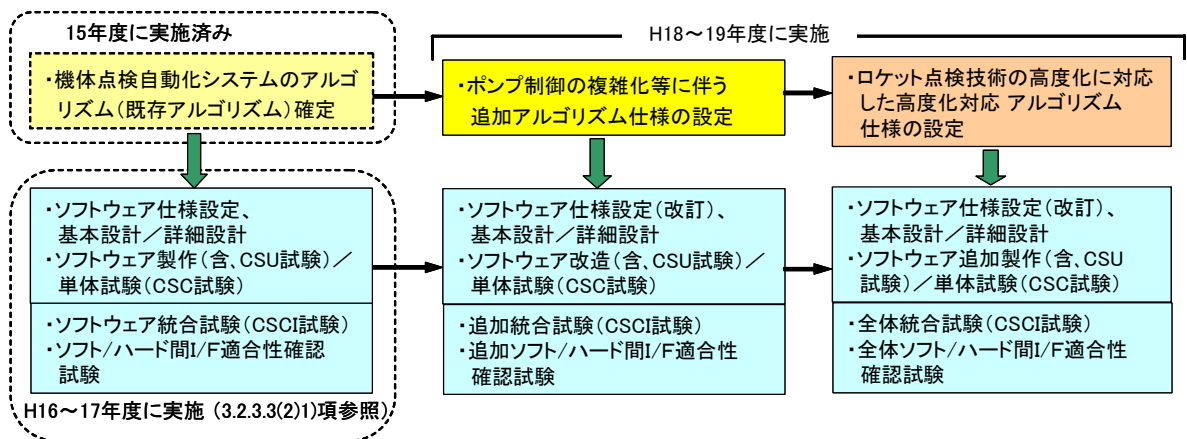 15年度に実施済み
H18～19年度に実施
・機体点検自動化システムのアルゴ
リズム(既存アルゴリズム)確定
・ポンプ制御の複雑化等に伴う
追加アルゴリズム仕様の設定
・ロケット点検技術の高度化に対応
した高度化対応 アルゴリズム
仕様の設定
・ソフトウェア仕様設定、
基本設計／詳細設計
・ソフトウェア製作(含、CSU試験)／
単体試験(CSC試験)
・ソフトウェア統合試験(CSCI試験)
・ソフト/ハード間I/F適合性確認
試験
H16～17年度に実施 (3.2.3.3(2)1)項参照)
・ソフトウェア仕様設定(改訂)、
基本設計／詳細設計
・ソフトウェア改造(含、CSU試験)／
単体試験(CSC試験)
・追加統合試験(CSCI試験)
・追加ソフト/ハード間I/F適合性
確認試験
・ソフトウェア仕様設定(改訂)、
基本設計／詳細設計
・ソフトウェア追加製作(含、CSU
試験)／単体試験(CSC試験)
・全体統合試験(CSCI試験)
・全体ソフト/ハード間I/F適合性
確認試験